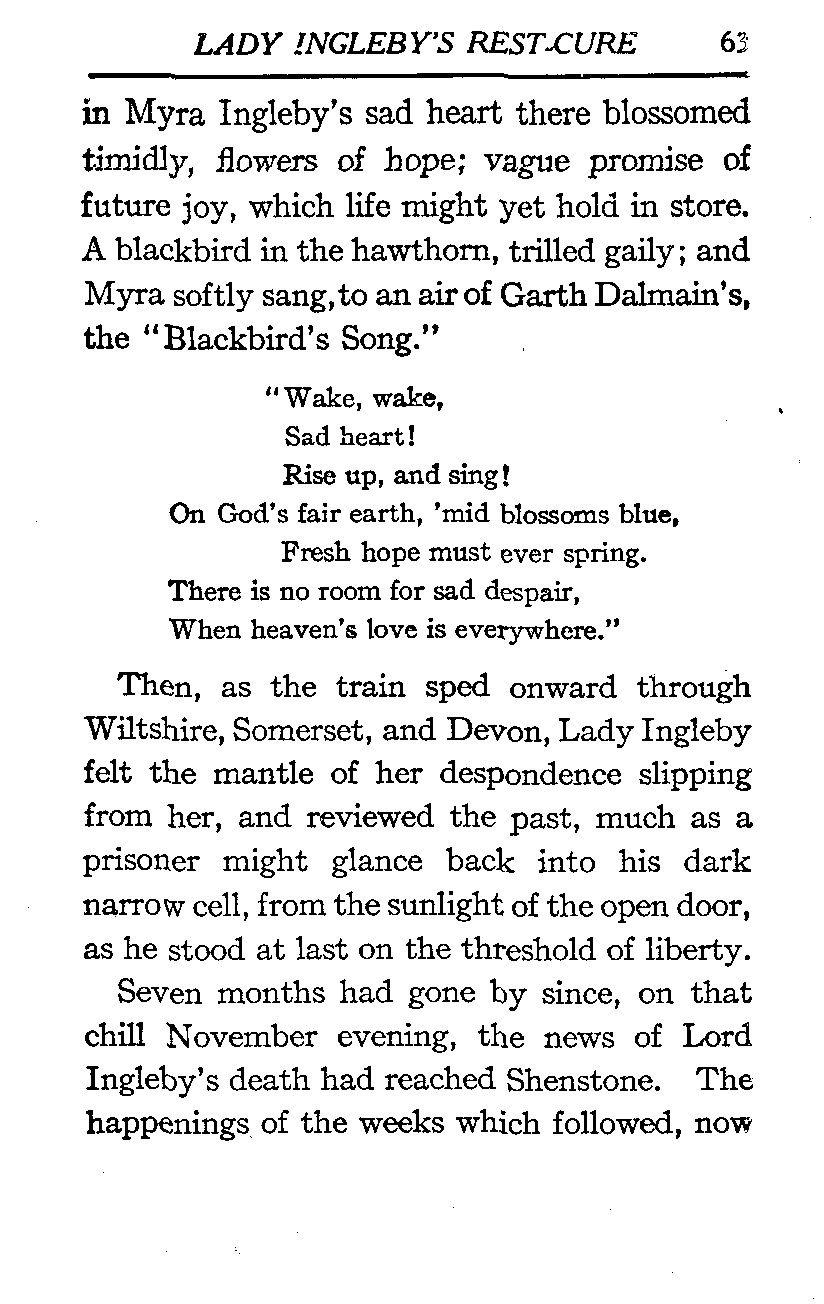 LADY INGLEBY'S REST-CURE 63
in Myra Ingleby's sad heart there blossomed
timidly, flowers of hope; vague promise of
future joy, which life might yet hold in store.
A blackbird in the hawthorn, trilled gaily; and
Myra softly sang, to an air of Garth Dalmain's,
the "Blackbird's Song."
"Wake, wake,
Sad heart!
Rise up, and sing!
On God's fair earth, 'mid blossoms blue,
Fresh hope must ever spring.
There is no room for sad despair,
When heaven's love is everywhere."
Then, as the train sped onward through
Wiltshire, Somerset, and Devon, Lady Ingleby
felt the mantle of her despondence slipping
from her, and reviewed the past, much as a
prisoner might glance back into his dark
narrow cell, from the sunlight of the open door,
as he stood at last on the threshold of liberty.
Seven months had gone by since, on that
chill November evening, the news of Lord
Ingleby's death had reached Shenstone. The
happenings of the weeks which followed, now